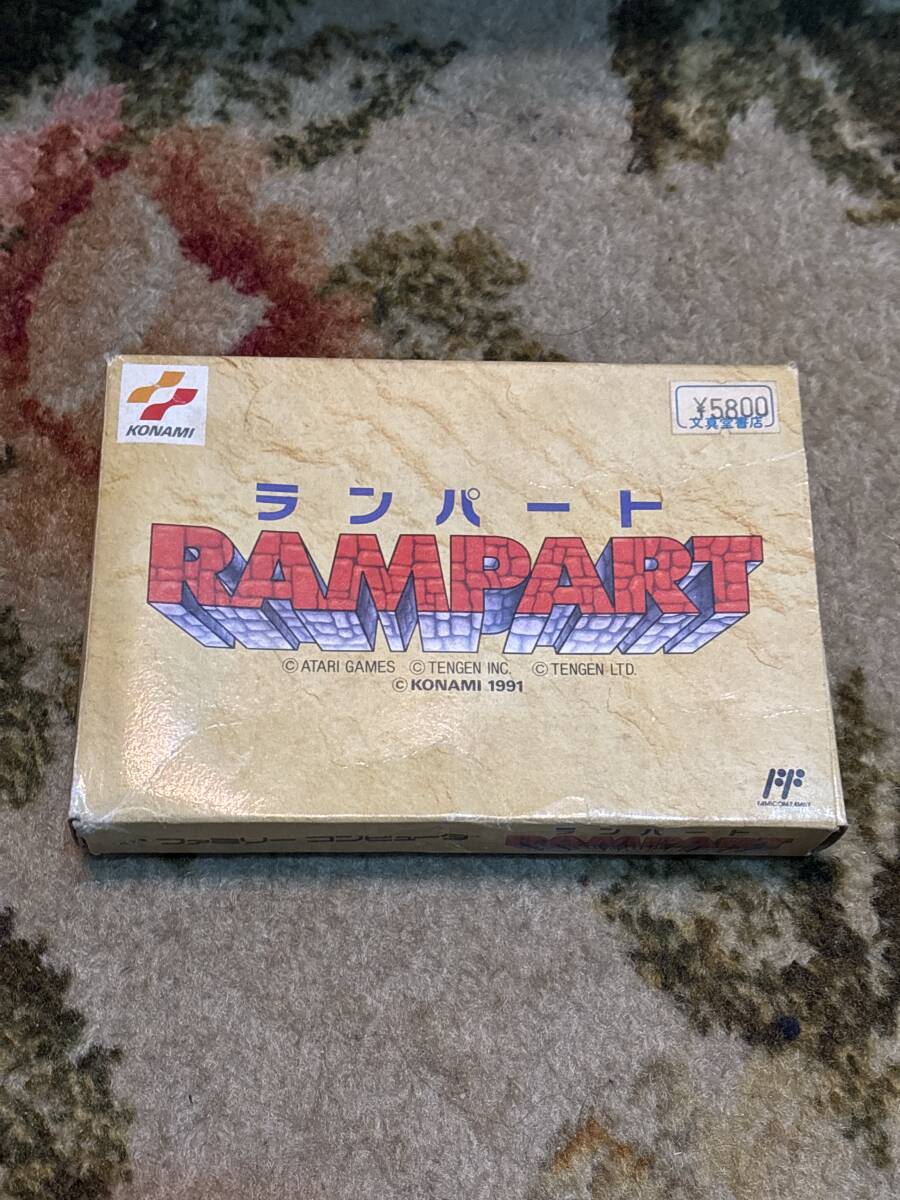 KONAMI
¥5800
文真堂書店
ランパート
RAMPART
©ATARI GAMES ©TENGEN INC. ©TENGEN LTD.
©KONAMI 1991
FAMICOM FAMILY
ファミリーコンピュータ
ランパート
RAMPART